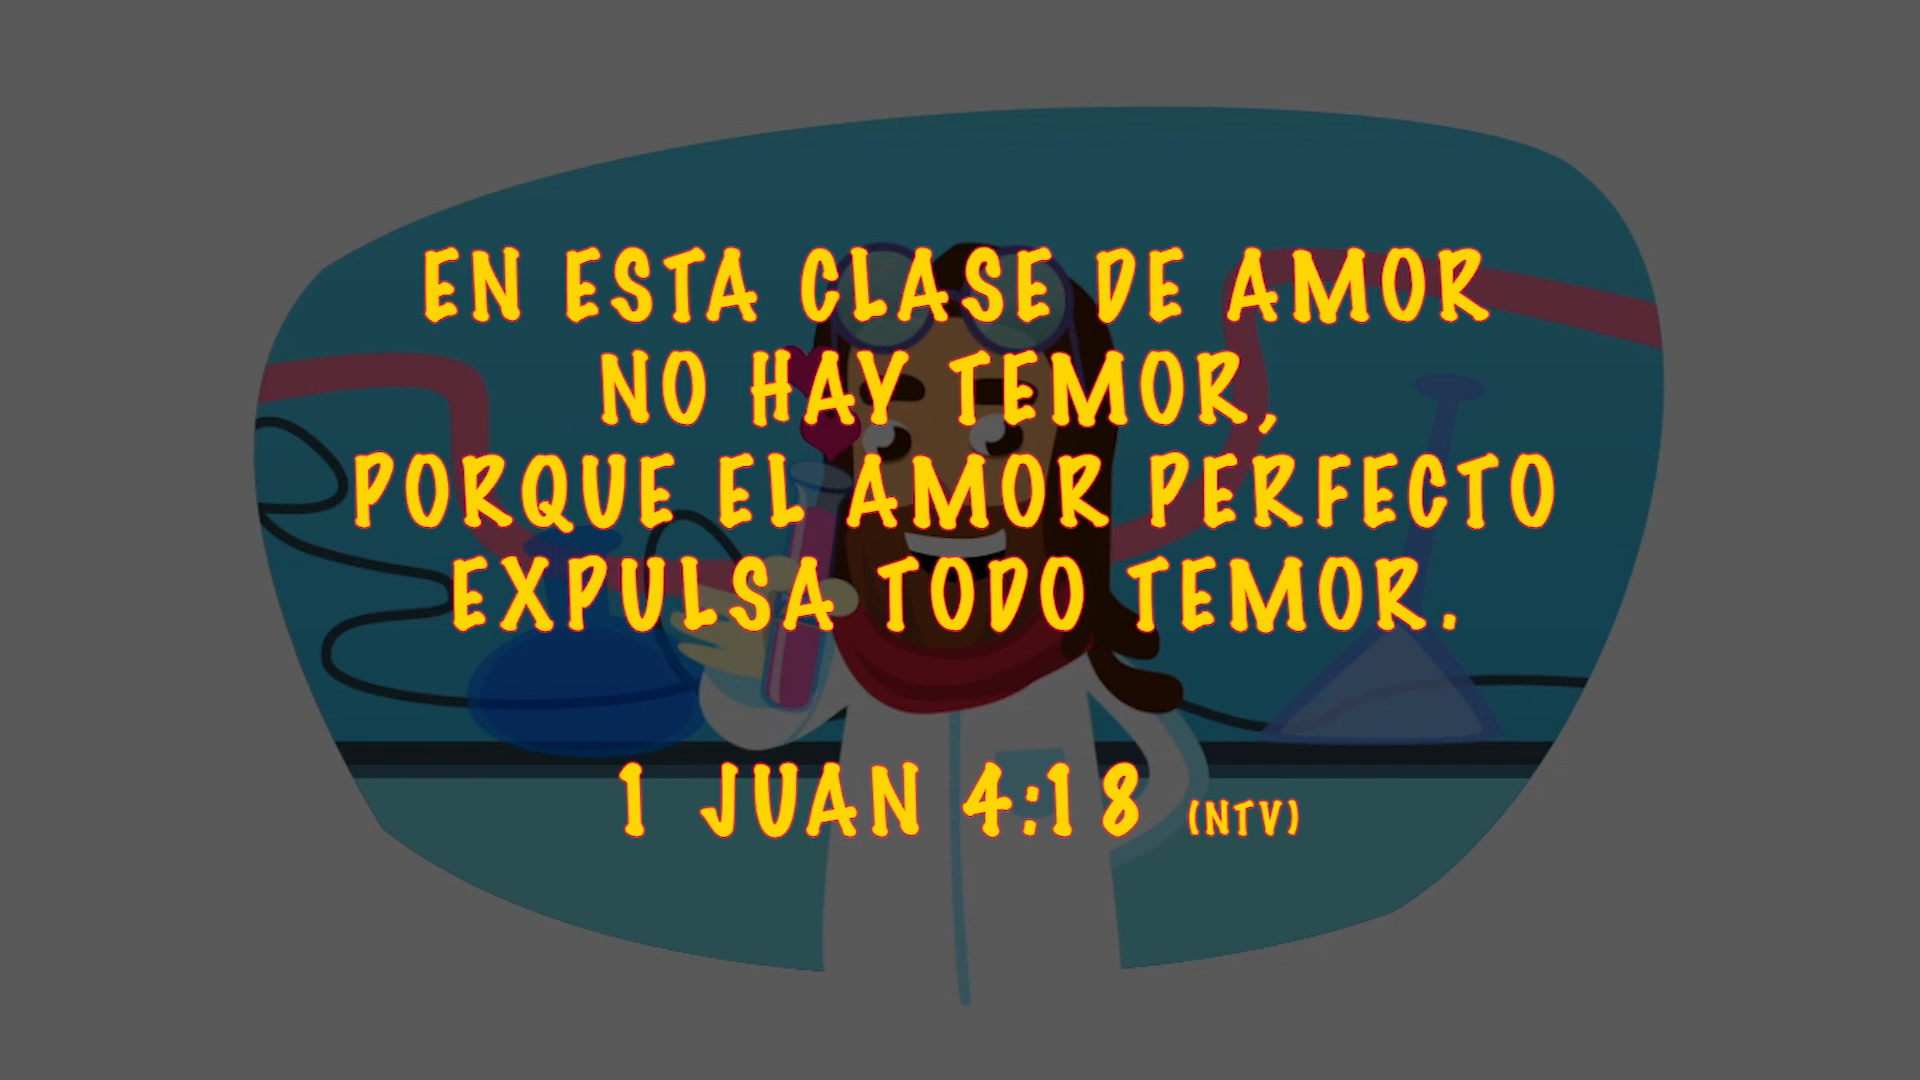 EN ESTA CLASE DE AMOR
NO HAY TEMOR,
PORQUE EL AMOR PERFECTO
EXPULSA TODO TEMOR.
1 JUAN 4:18 (NTV)